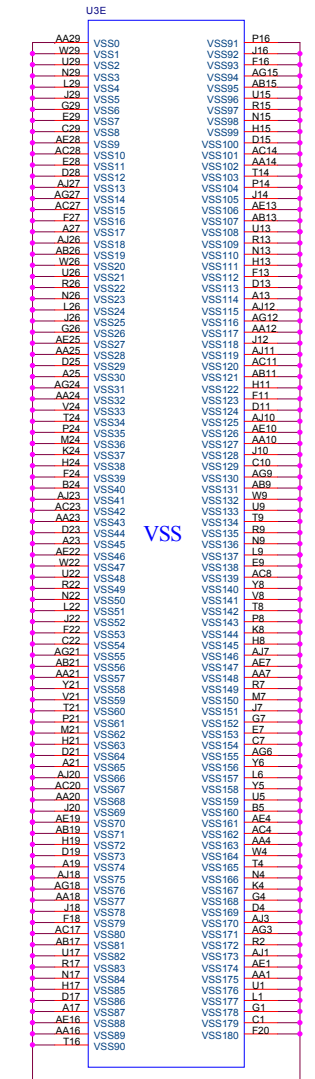 U3E
AA29 VSS0 VSS91 P16
W29 VSS1 VSS92 J16
U29 VSS2 VSS93 F16
N29 VSS3 VSS94 AG15
L29 VSS4 VSS95 AB15
J29 VSS5 VSS96 U15
G29 VSS6 VSS97 R15
E29 VSS7 VSS98 N15
C29 VSS8 VSS99 H15
AE28 VSS9 VSS100 D15
AC28 VSS10 VSS101 AC14
E28 VSS11 VSS102 AA14
D28 VSS12 VSS103 T14
AJ27 VSS13 VSS104 P14
AG27 VSS14 VSS105 J14
AC27 VSS15 VSS106 AE13
F27 VSS16 VSS107 AB13
A27 VSS17 VSS108 U13
AJ26 VSS18 VSS109 R13
AB26 VSS19 VSS110 N13
W26 VSS20 VSS111 H13
U26 VSS21 VSS112 F13
R26 VSS22 VSS113 D13
N26 VSS23 VSS114 A13
L26 VSS24 VSS115 AJ12
J26 VSS25 VSS116 AG12
G26 VSS26 VSS117 AA12
AE25 VSS27 VSS118 J12
AA25 VSS28 VSS119 AJ11
D25 VSS29 VSS120 AC11
A25 VSS30 VSS121 AB11
AG24 VSS31 VSS122 H11
AA24 VSS32 VSS123 F11
V24 VSS33 VSS124 D11
T24 VSS34 VSS125 AJ10
P24 VSS35 VSS126 AE10
M24 VSS36 VSS127 AA10
K24 VSS37 VSS128 J10
H24 VSS38 VSS129 C10
F24 VSS39 VSS130 AG9
B24 VSS40 VSS131 AB9
AJ23 VSS41 VSS132 W9
AC23 VSS42 VSS133 U9
AA23 VSS43 VSS134 T9
D23 VSS44 VSS135 R9
VSS
A23 VSS45 VSS136 N9
AE22 VSS46 VSS137 L9
W22 VSS47 VSS138 E9
U22 VSS48 VSS139 AC8
R22 VSS49 VSS140 Y8
N22 VSS50 VSS141 V8
L22 VSS51 VSS142 T8
J22 VSS52 VSS143 P8
F22 VSS53 VSS144 K8
C22 VSS54 VSS145 H8
AG21 VSS55 VSS146 AJ7
AB21 VSS56 VSS147 AE7
AA21 VSS57 VSS148 AA7
Y21 VSS58 VSS149 R7
V21 VSS59 VSS150 M7
T21 VSS60 VSS151 J7
P21 VSS61 VSS152 G7
M21 VSS62 VSS153 E7
H21 VSS63 VSS154 C7
D21 VSS64 VSS155 AG6
A21 VSS65 VSS156 Y6
AJ20 VSS66 VSS157 L6
AC20 VSS67 VSS158 Y5
AA20 VSS68 VSS159 U5
J20 VSS69 VSS160 B5
AE19 VSS70 VSS161 AE4
AB19 VSS71 VSS162 AC4
H19 VSS72 VSS163 AA4
D19 VSS73 VSS164 W4
A19 VSS74 VSS165 T4
AJ18 VSS75 VSS166 N4
AG18 VSS76 VSS167 K4
AA18 VSS77 VSS168 G4
J18 VSS78 VSS169 D4
F18 VSS79 VSS170 AJ3
AC17 VSS80 VSS171 AG3
AB17 VSS81 VSS172 R2
U17 VSS82 VSS173 AJ1
R17 VSS83 VSS174 AE1
N17 VSS84 VSS175 AA1
H17 VSS85 VSS176 U1
D17 VSS86 VSS177 L1
A17 VSS87 VSS178 G1
AE16 VSS88 VSS179 C1
AA16 VSS89 VSS180 F20
T16 VSS90